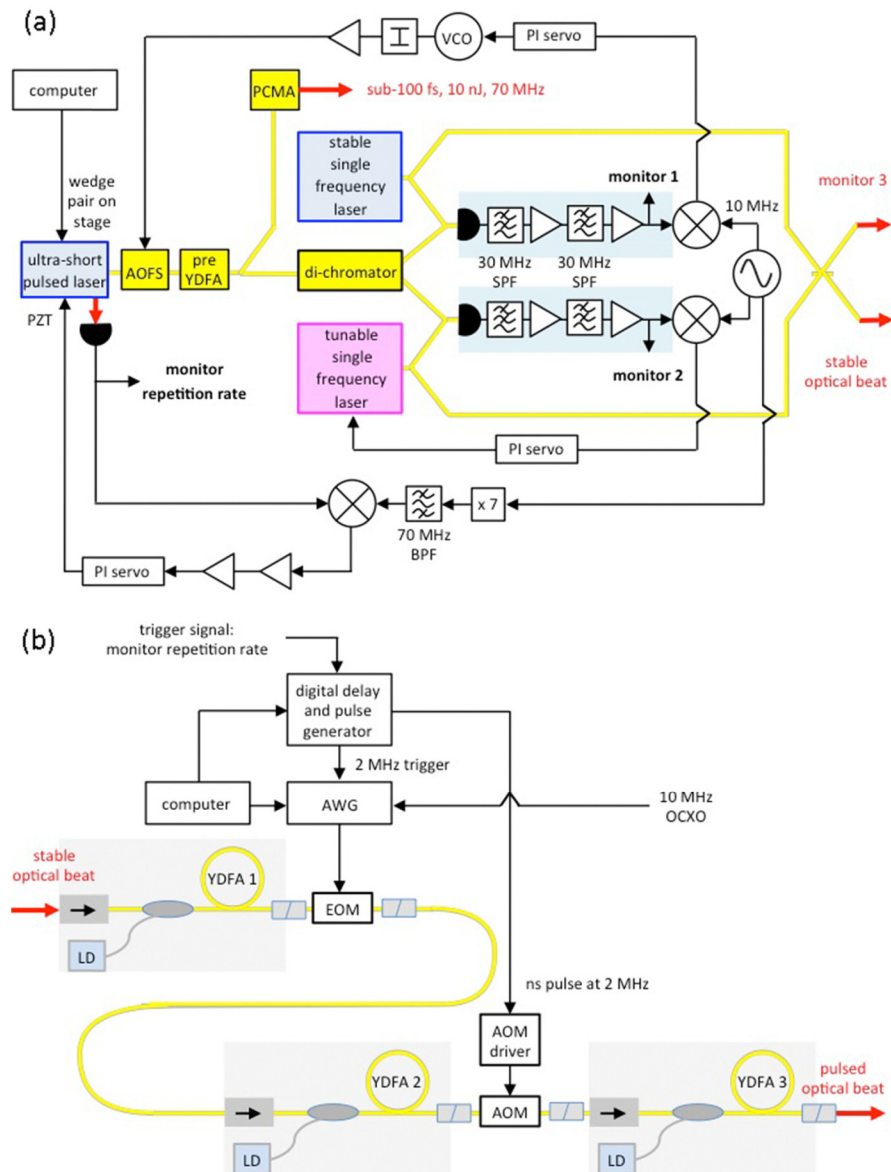 (a)
VCO
PI servo
computer
PCMA
sub-100 fs, 10 nJ, 70 MHz
stable
single
frequency
laser
wedge
pair on
stage
monitor 1
monitor 3
10 MHz
ultra-short
pulsed laser
AOFS
pre
YDFA
di-chromator
30 MHz
SPF
30 MHz
SPF
PZT
tunable
single
frequency
laser
monitor
repetition rate
monitor 2
stable
optical beat
PI servo
70 MHz
BPF
x 7
PI servo
(b)
trigger signal:
monitor repetition rate
digital delay
and pulse
generator
2 MHz trigger
computer
AWG
10 MHz
OCXO
stable
optical beat
YDFA 1
EOM
LD
ns pulse at 2 MHz
AOM
driver
YDFA 2
AOM
YDFA 3
pulsed
optical beat
LD
LD